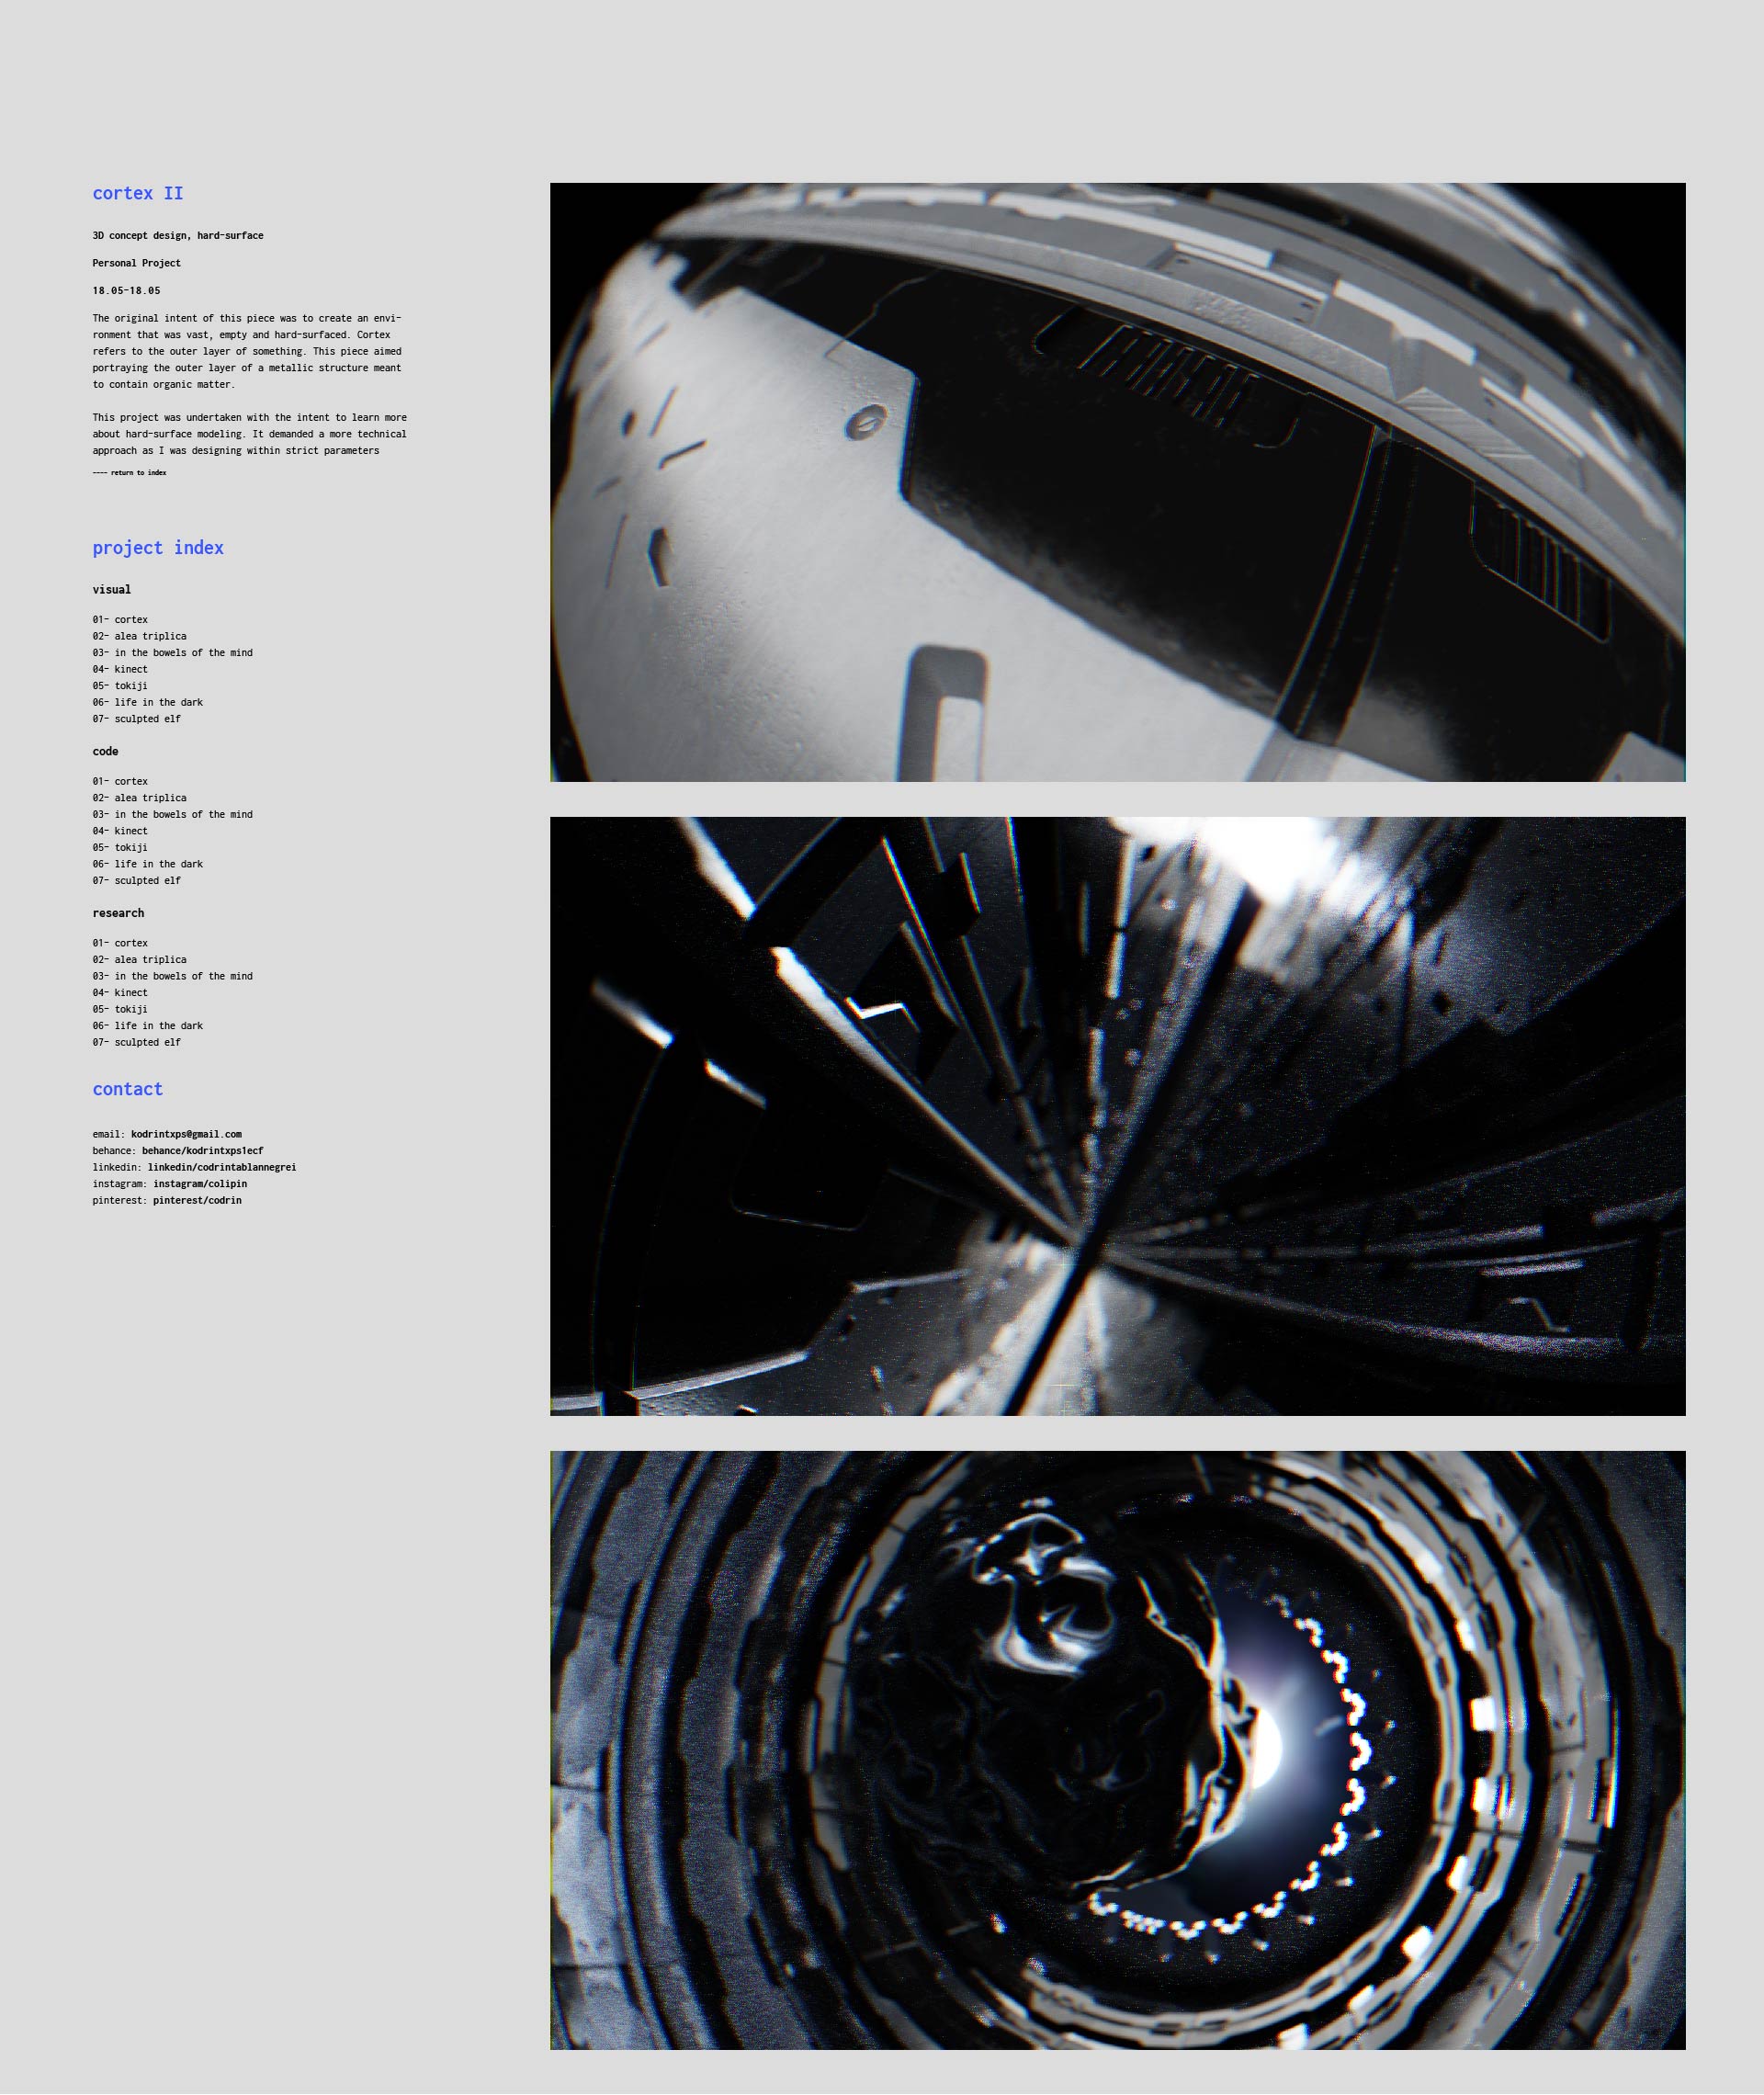 cortex II
3D concept design, hard-surface
Personal Project
18.05-18.05
The original intent of this piece was to create an envi-
ronment that was vast, empty and hard-surfaced. Cortex
refers to the outer layer of something. This piece aimed
portraying the outer layer of a metallic structure meant
to contain organic matter.
This project was undertaken with the intent to learn more
about hard-surface modeling. It demanded a more technical
approach as I was designing within strict parameters
---- return to index
project index
visual
01- cortex
02- alea triplica
03- in the bowels of the mind
04- kinect
05- tokiji
06- life in the dark
07- sculpted elf
code
01- cortex
02- alea triplica
03- in the bowels of the mind
04- kinect
05- tokiji
06- life in the dark
07- sculpted elf
research
01- cortex
02- alea triplica
03- in the bowels of the mind
04- kinect
05- tokiji
06- life in the dark
07- sculpted elf
contact
email: kodrintxps@gmail.com
behance: behance/kodrintxps1ecf
linkedin: linkedin/codrintablannegrei
instagram: instagram/colipin
pinterest: pinterest/codrin